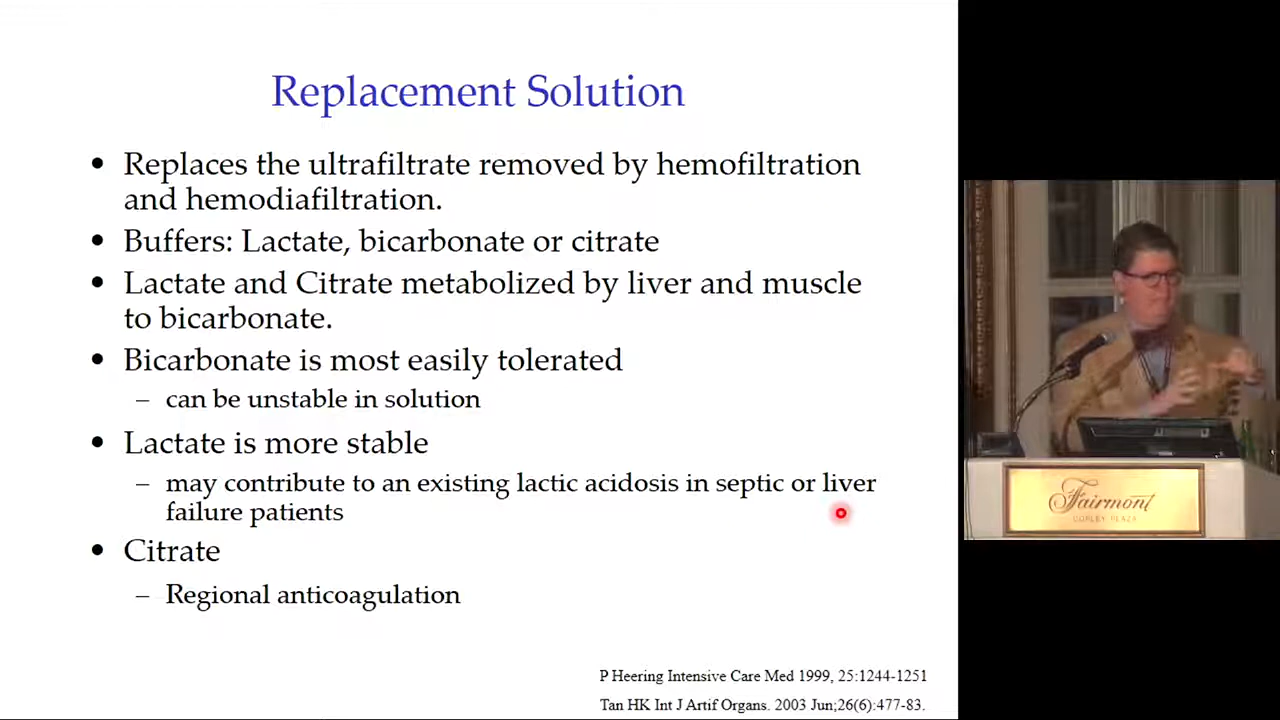 Replacement Solution
• Replaces the ultrafiltrate removed by hemofiltration
and hemodiafiltration.
• Buffers: Lactate, bicarbonate or citrate
• Lactate and Citrate metabolized by liver and muscle
to bicarbonate.
• Bicarbonate is most easily tolerated
– can be unstable in solution
• Lactate is more stable
– may contribute to an existing lactic acidosis in septic or liver
failure patients
• Citrate
– Regional anticoagulation
P Heering Intensive Care Med 1999, 25:1244-1251
Tan HK Int J Artif Organs. 2003 Jun;26(6):477-83.
Fairmont
COPLEY PLAZA